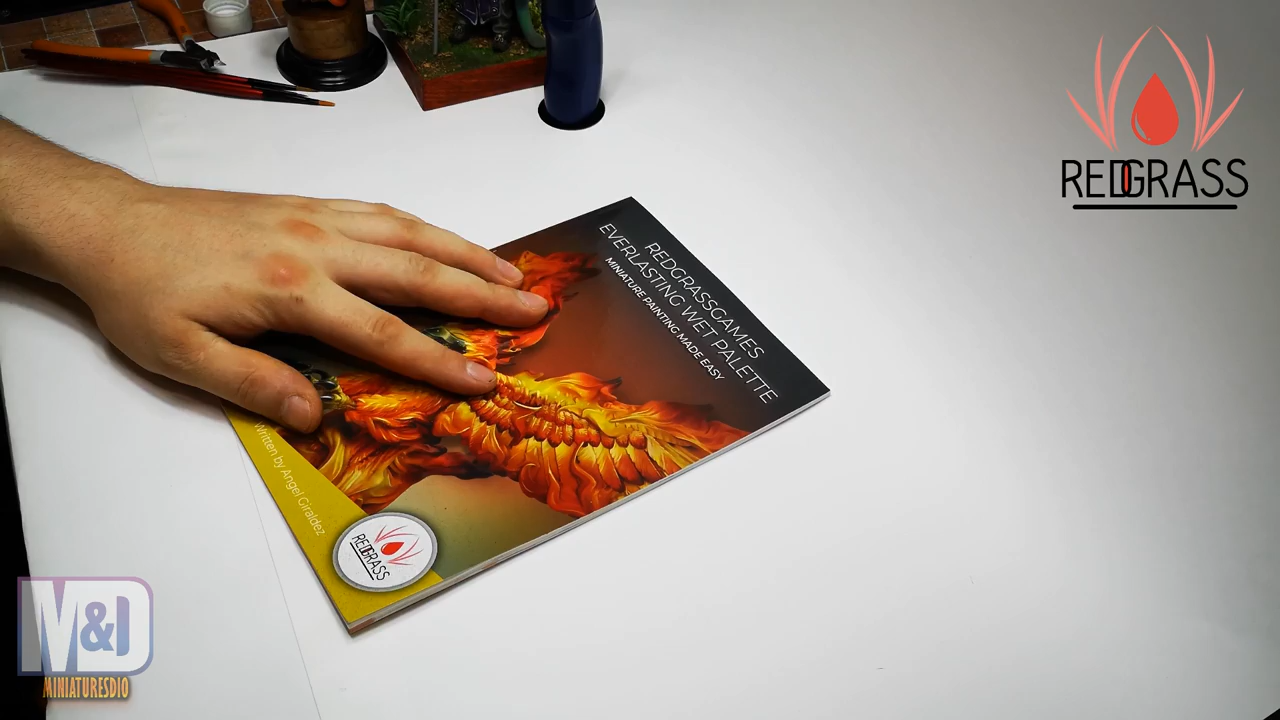 REDGRASS
REDGRASSGAMES
EVERLASTING WET PALETTE
MINIATURE PAINTING MADE EASY
Written by Angel Giraldez
REDGRASS
M&D
MINIATURESDIO